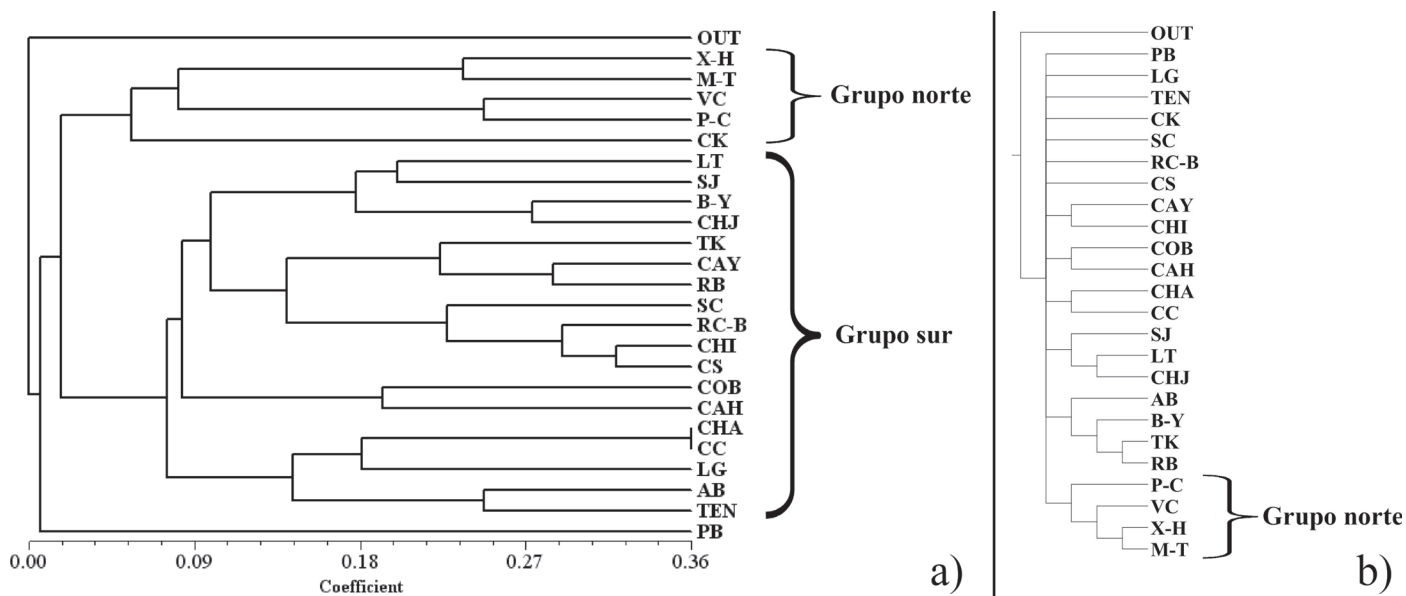 OUT
X-H
M-T
VC
P-C
CK
LT
SJ
B-Y
CHJ
TK
CAY
RB
SC
RC-B
CHI
CS
COB
CAH
CHA
CC
LG
AB
TEN
PB
Grupo norte
Grupo sur
0.00 0.09 0.18 0.27 0.36
Coefficient
a)
OUT
PB
LG
TEN
CK
SC
RC-B
CS
CAY
CHI
COB
CAH
CHA
CC
SJ
LT
CHJ
AB
B-Y
TK
RB
P-C
VC
X-H
M-T
Grupo norte
b)